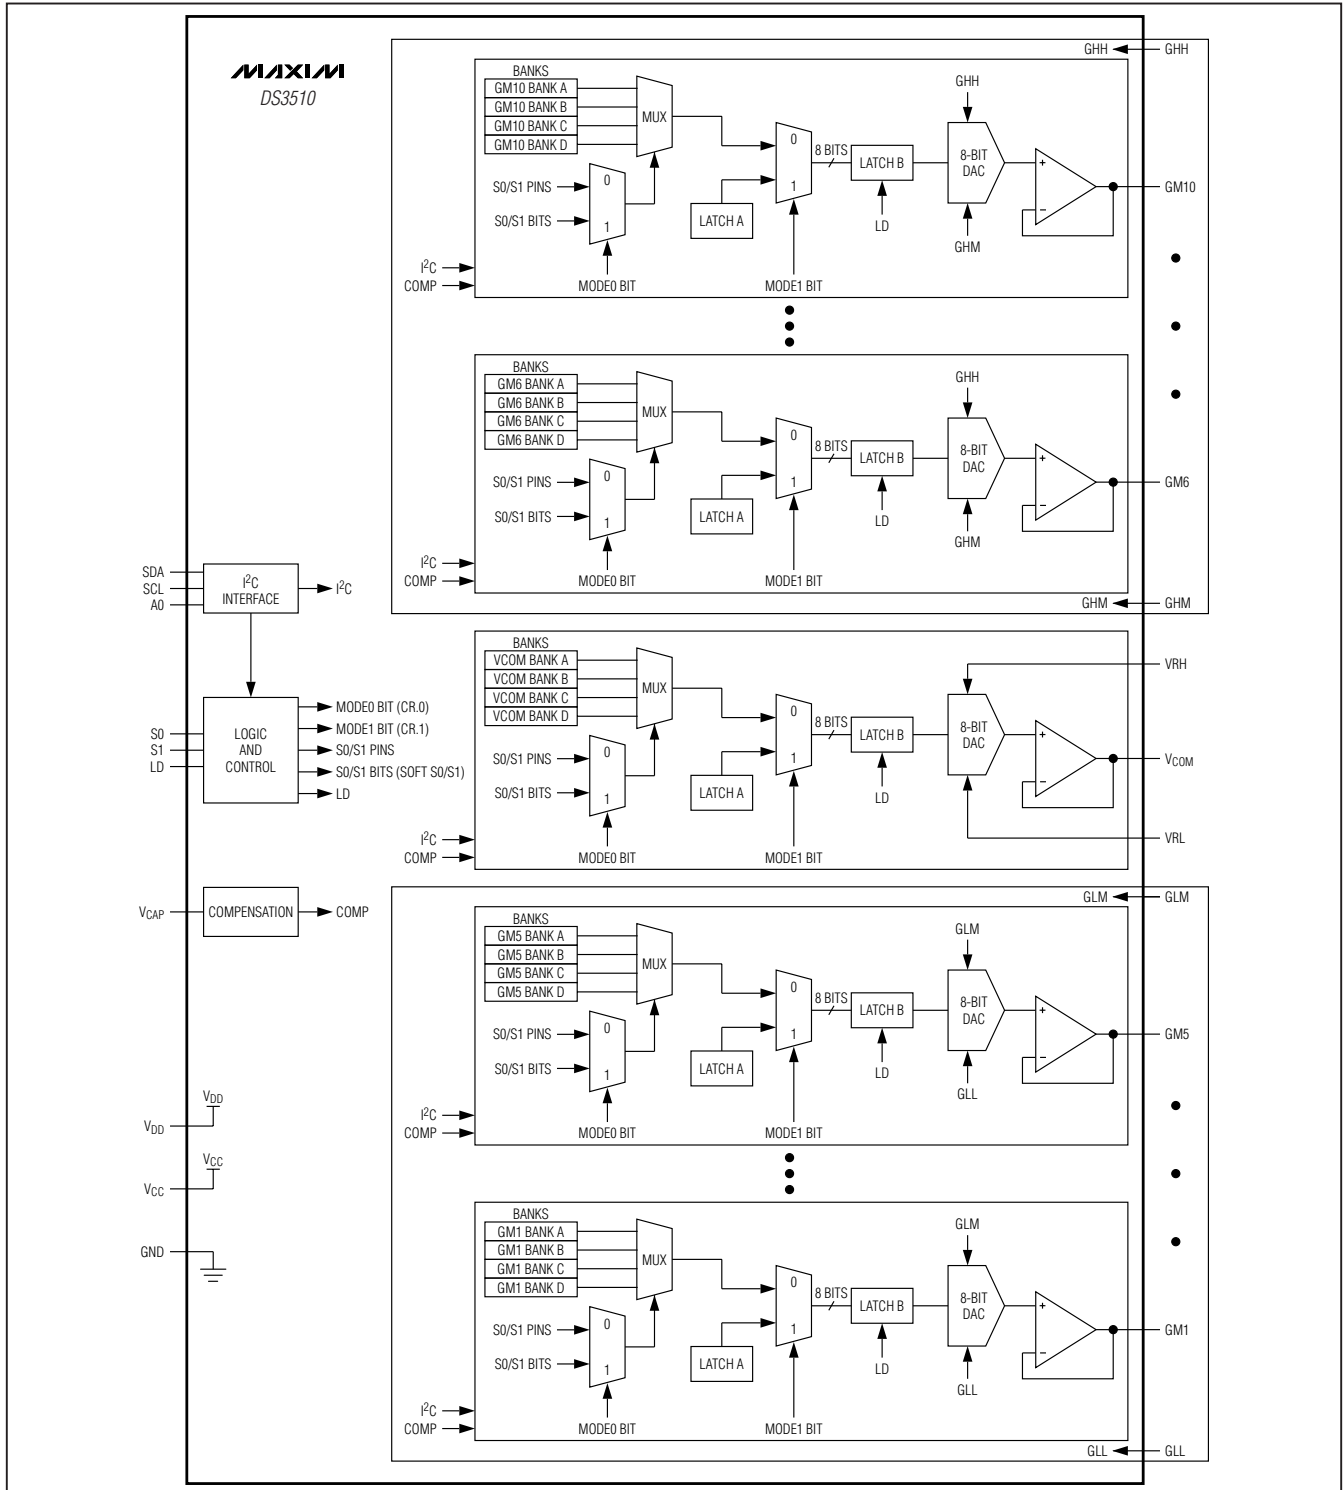 GHH GHH
MAXIM
DS3510
BANKS
GM10 BANK A
GM10 BANK B
GM10 BANK C
GM10 BANK D
MUX
S0/S1 PINS
S0/S1 BITS
0
1
MODE0 BIT
I2C
COMP
LATCH A
0
1
MODE1 BIT
8 BITS
LATCH B
LD
GHH
8-BIT
DAC
GHM
+
−
GM10
BANKS
GM6 BANK A
GM6 BANK B
GM6 BANK C
GM6 BANK D
MUX
S0/S1 PINS
S0/S1 BITS
0
1
MODE0 BIT
I2C
COMP
LATCH A
0
1
MODE1 BIT
8 BITS
LATCH B
LD
GHH
8-BIT
DAC
GHM
+
−
GM6
GHM GHM
SDA
SCL
A0
I2C
INTERFACE
I2C
S0
S1
LD
LOGIC
AND
CONTROL
MODE0 BIT (CR.0)
MODE1 BIT (CR.1)
S0/S1 PINS
S0/S1 BITS (SOFT S0/S1)
LD
BANKS
VCOM BANK A
VCOM BANK B
VCOM BANK C
VCOM BANK D
MUX
S0/S1 PINS
S0/S1 BITS
0
1
MODE0 BIT
I2C
COMP
LATCH A
0
1
MODE1 BIT
8 BITS
LATCH B
LD
8-BIT
DAC
+
−
VRH
VCOM
VRL
VCAP
COMPENSATION
COMP
GLM GLM
BANKS
GM5 BANK A
GM5 BANK B
GM5 BANK C
GM5 BANK D
MUX
S0/S1 PINS
S0/S1 BITS
0
1
MODE0 BIT
I2C
COMP
LATCH A
0
1
MODE1 BIT
8 BITS
LATCH B
LD
GLM
8-BIT
DAC
GLL
+
−
GM5
VDD
VDD
VCC
VCC
GND
BANKS
GM1 BANK A
GM1 BANK B
GM1 BANK C
GM1 BANK D
MUX
S0/S1 PINS
S0/S1 BITS
0
1
MODE0 BIT
I2C
COMP
LATCH A
0
1
MODE1 BIT
8 BITS
LATCH B
LD
GLM
8-BIT
DAC
GLL
+
−
GM1
GLL GLL